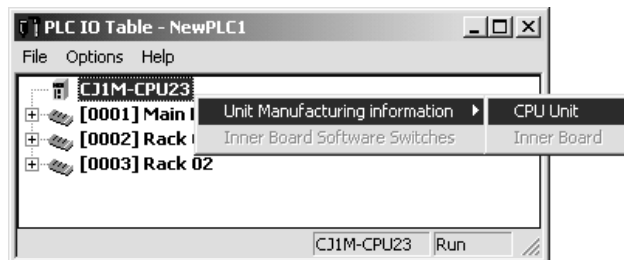 PLC IO Table - NewPLC1
File Options Help
CJ1M-CPU23
[0001] Main
Unit Manufacturing information CPU Unit
[0002] Rack
Inner Board Software Switches Inner Board
[0003] Rack 02
CJ1M-CPU23 Run